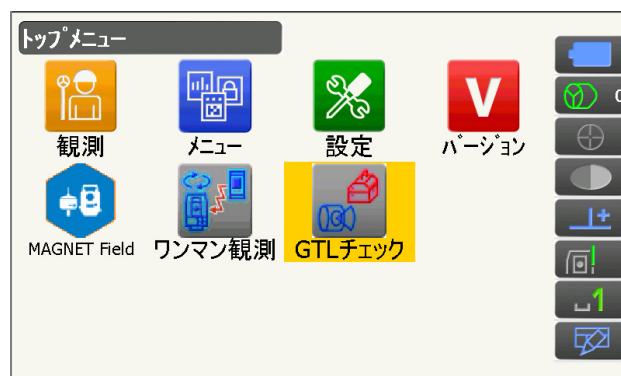 トップメニュー
観測
メニュー
設定
バージョン
MAGNET Field
ワンマン観測
GTLチェック